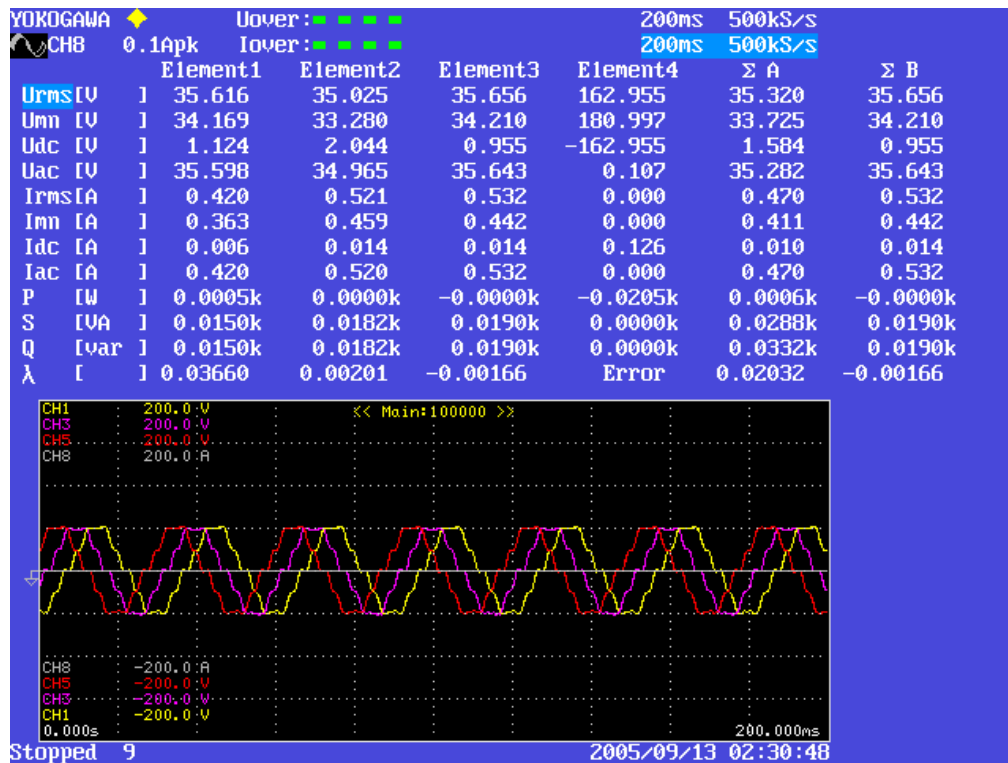 YOKOGAWA Uover: 200ms 500kS/s
CH8 0.1Apk Iover: 200ms 500kS/s
Element1 Element2 Element3 Element4 Σ A Σ B
Urms[V ] 35.616 35.025 35.656 162.955 35.320 35.656
Umn [V ] 34.169 33.280 34.210 180.997 33.725 34.210
Udc [V ] 1.124 2.044 0.955 -162.955 1.584 0.955
Uac [V ] 35.598 34.965 35.643 0.107 35.282 35.643
Irms[A ] 0.420 0.521 0.532 0.000 0.470 0.532
Imn [A ] 0.363 0.459 0.442 0.000 0.411 0.442
Idc [A ] 0.006 0.014 0.014 0.126 0.010 0.014
Iac [A ] 0.420 0.520 0.532 0.000 0.470 0.532
P [W ] 0.0005k 0.0000k -0.0000k -0.0205k 0.0006k -0.0000k
S [VA ] 0.0150k 0.0182k 0.0190k 0.0000k 0.0288k 0.0190k
Q [var ] 0.0150k 0.0182k 0.0190k 0.0000k 0.0332k 0.0190k
λ [ ] 0.03660 0.00201 -0.00166 Error 0.02032 -0.00166
CH1 200.0 V << Main:100000 >>
CH3 200.0 V
CH5 200.0 V
CH8 200.0 A
CH8 -200.0 A
CH5 -200.0 V
CH3 -200.0 V
CH1 -200.0 V
0.000s 200.000ms
Stopped 9 2005/09/13 02:30:48